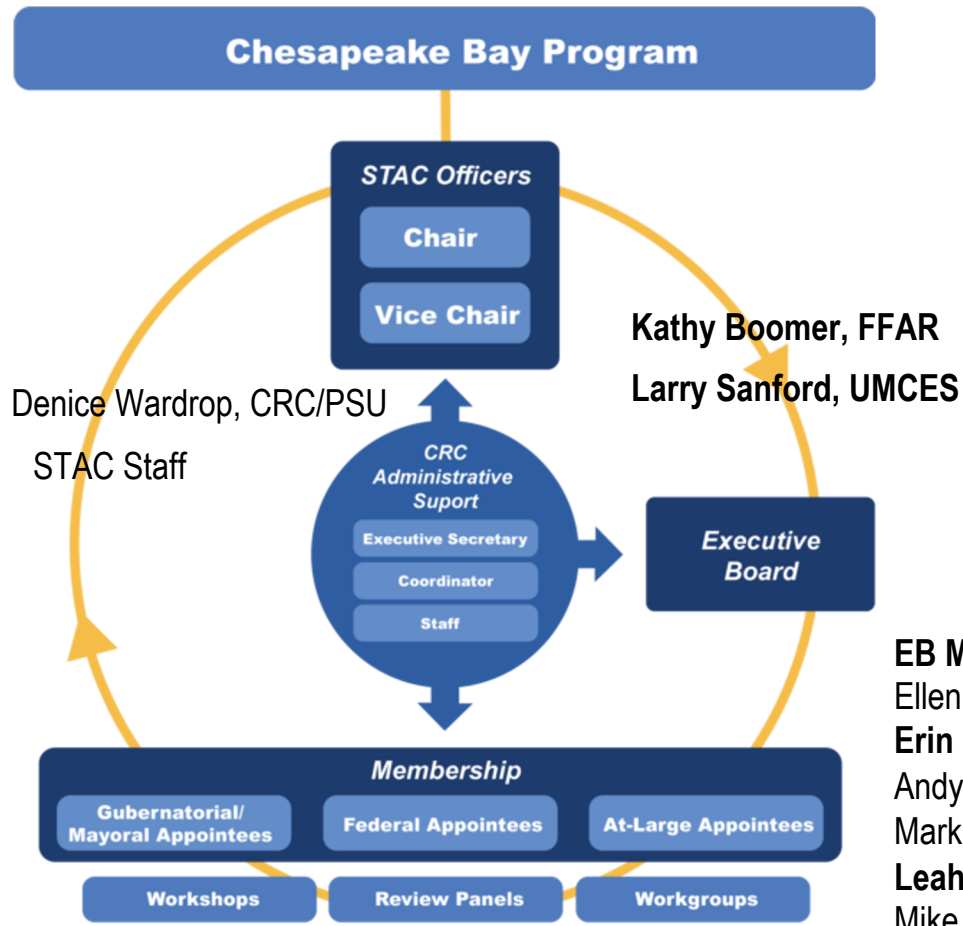 Chesapeake Bay Program
STAC Officers
Chair
Vice Chair
Kathy Boomer, FFAR
Larry Sanford, UMCES
Denice Wardrop, CRC/PSU
STAC Staff
CRC
Administrative
Suport
Executive Secretary
Coordinator
Staff
Executive
Board
EB M
Ellen
Erin
Andy
Mark
Leah
Mike
Membership
Gubernatorial/
Mayoral Appointees
Federal Appointees
At-Large Appointees
Workshops
Review Panels
Workgroups